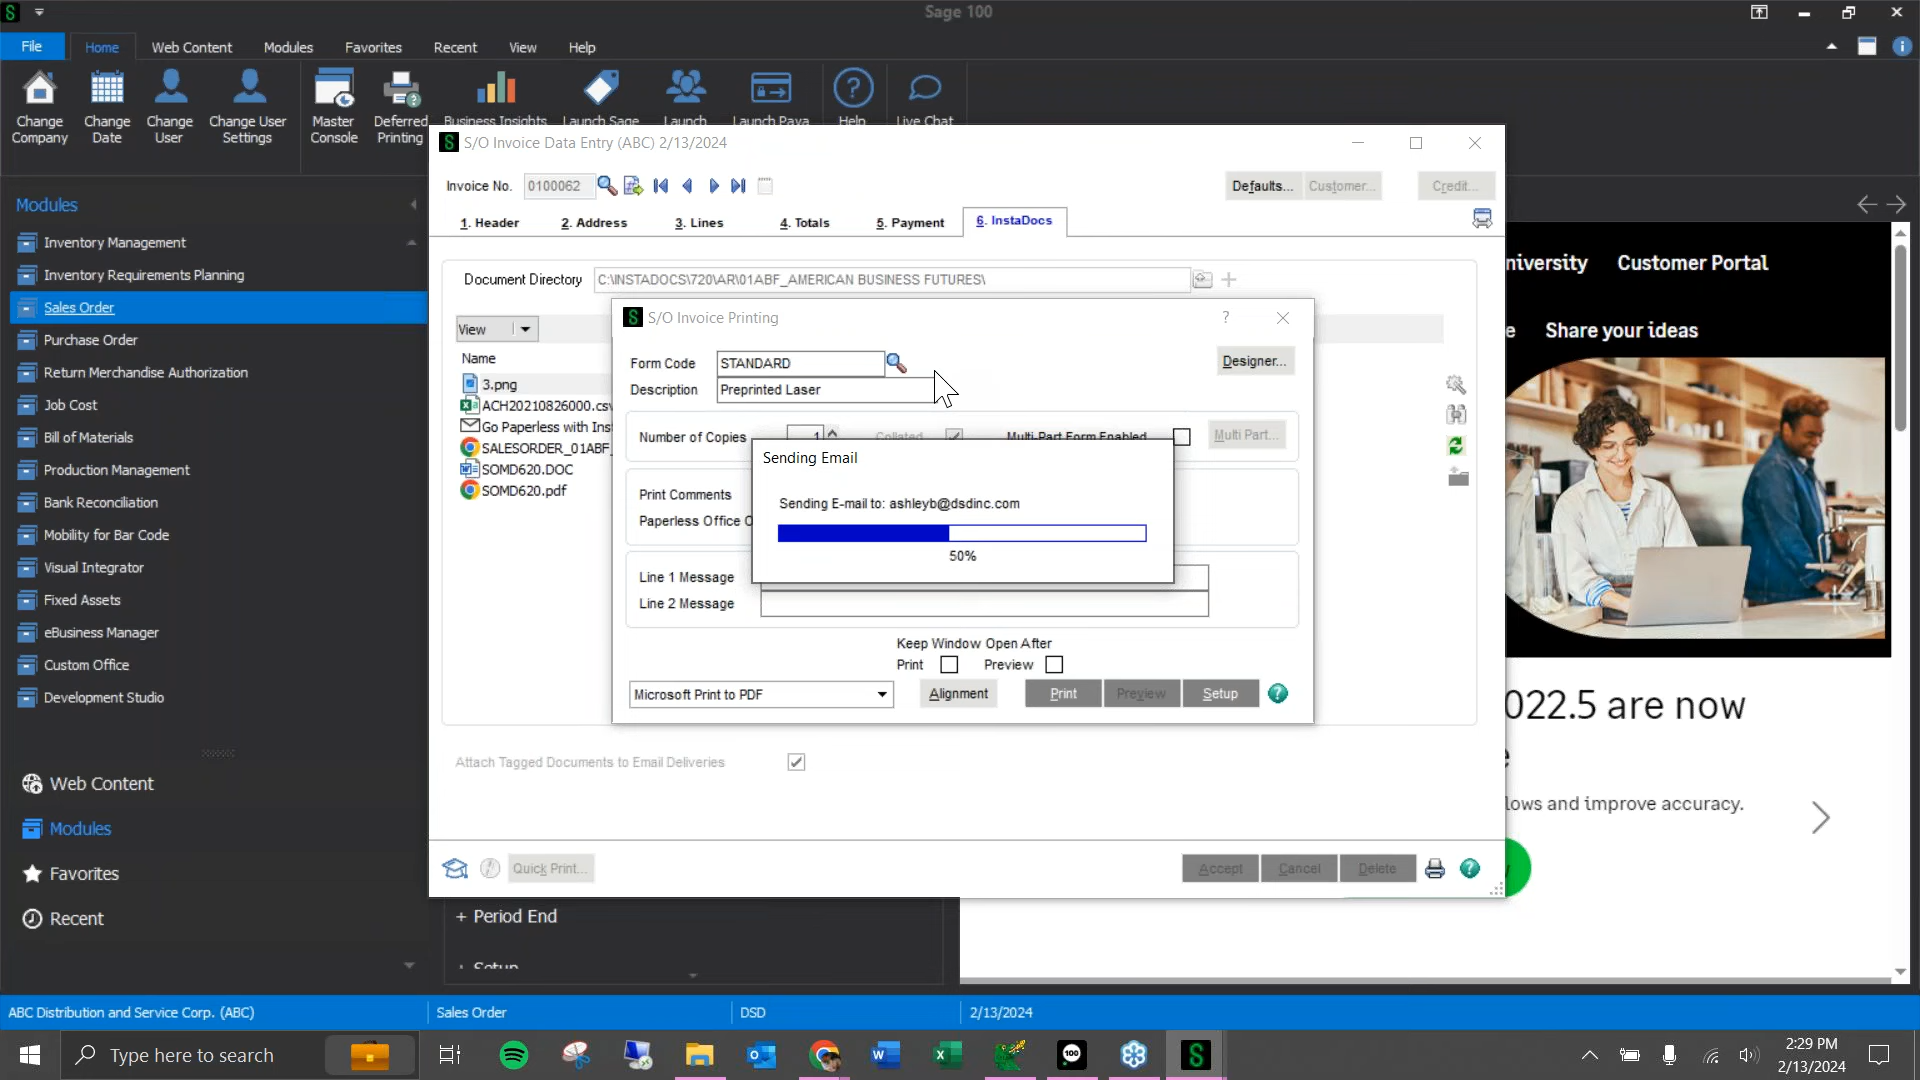 Sage 100
File
Home
Web Content
Modules
Favorites
Recent
View
Help
Change
Company
Change
Date
Change
User
Change User
Settings
Master
Console
Deferred
Printing
Business Insights
Launch Sage
Launch
Launch Paya
Help
Live Chat
S/O Invoice Data Entry (ABC) 2/13/2024
Invoice No.
0100062
Defaults...
Customer...
Credit...
1. Header
2. Address
3. Lines
4. Totals
5. Payment
6. InstaDocs
Document Directory
C:\INSTADOCS\720\AR\01ABF_AMERICAN BUSINESS FUTURES\
View
Name
3.png
ACH20210826000.csv
Go Paperless with Ins
SALESORDER_01ABF_
SOMD620.DOC
SOMD620.pdf
S/O Invoice Printing
?
Form Code
STANDARD
Designer...
Description
Preprinted Laser
Number of Copies
1
Collated
Multi-Part Form Enabled
Multi Part...
Print Comments
Paperless Office O
Sending Email
Sending E-mail to: ashleyb@dsdinc.com
50%
Line 1 Message
Line 2 Message
Keep Window Open After
Print
Preview
Microsoft Print to PDF
Alignment
Print
Preview
Setup
Attach Tagged Documents to Email Deliveries
Quick Print...
Accept
Cancel
Delete
Modules
Inventory Management
Inventory Requirements Planning
Sales Order
Purchase Order
Return Merchandise Authorization
Job Cost
Bill of Materials
Production Management
Bank Reconciliation
Mobility for Bar Code
Visual Integrator
Fixed Assets
eBusiness Manager
Custom Office
Development Studio
Web Content
Modules
Favorites
Recent
+ Period End
+ Setup
niversity
Customer Portal
e
Share your ideas
022.5 are now
e
lows and improve accuracy.
ABC Distribution and Service Corp. (ABC)
Sales Order
DSD
2/13/2024
Type here to search
100
2:29 PM
2/13/2024